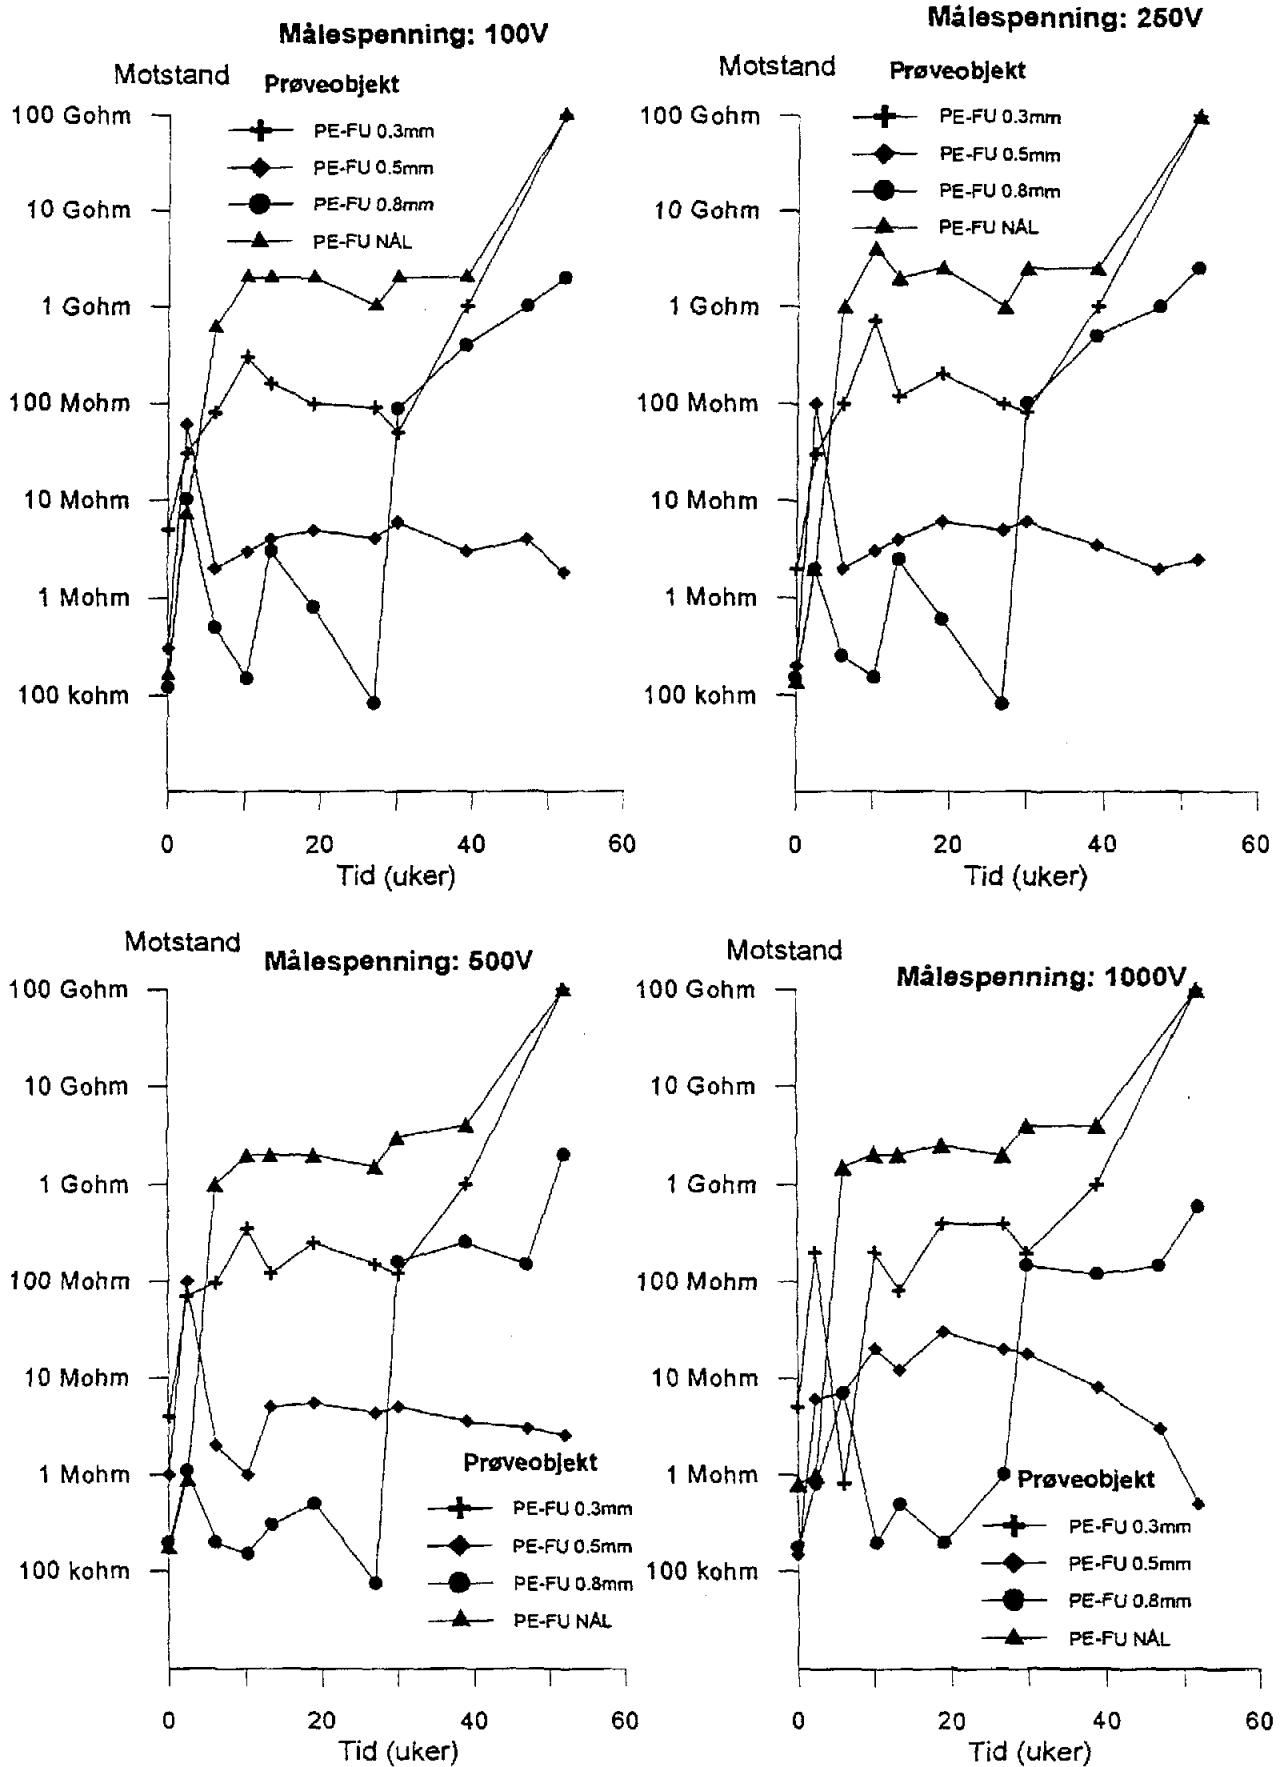 Målespenning: 100V
Motstand
Prøveobjekt
PE-FU 0.3mm
PE-FU 0.5mm
PE-FU 0.8mm
PE-FU NÅL
100 Gohm
10 Gohm
1 Gohm
100 Mohm
10 Mohm
1 Mohm
100 kohm
0 20 40 60
Tid (uker)
Målespenning: 250V
Motstand
Prøveobjekt
PE-FU 0.3mm
PE-FU 0.5mm
PE-FU 0.8mm
PE-FU NÅL
100 Gohm
10 Gohm
1 Gohm
100 Mohm
10 Mohm
1 Mohm
100 kohm
0 20 40 60
Tid (uker)
Motstand
Målespenning: 500V
100 Gohm
10 Gohm
1 Gohm
100 Mohm
10 Mohm
1 Mohm
100 kohm
Prøveobjekt
PE-FU 0.3mm
PE-FU 0.5mm
PE-FU 0.8mm
PE-FU NÅL
0 20 40 60
Tid (uker)
Motstand
Målespenning: 1000V
100 Gohm
10 Gohm
1 Gohm
100 Mohm
10 Mohm
1 Mohm
100 kohm
Prøveobjekt
PE-FU 0.3mm
PE-FU 0.5mm
PE-FU 0.8mm
PE-FU NÅL
0 20 40 60
Tid (uker)